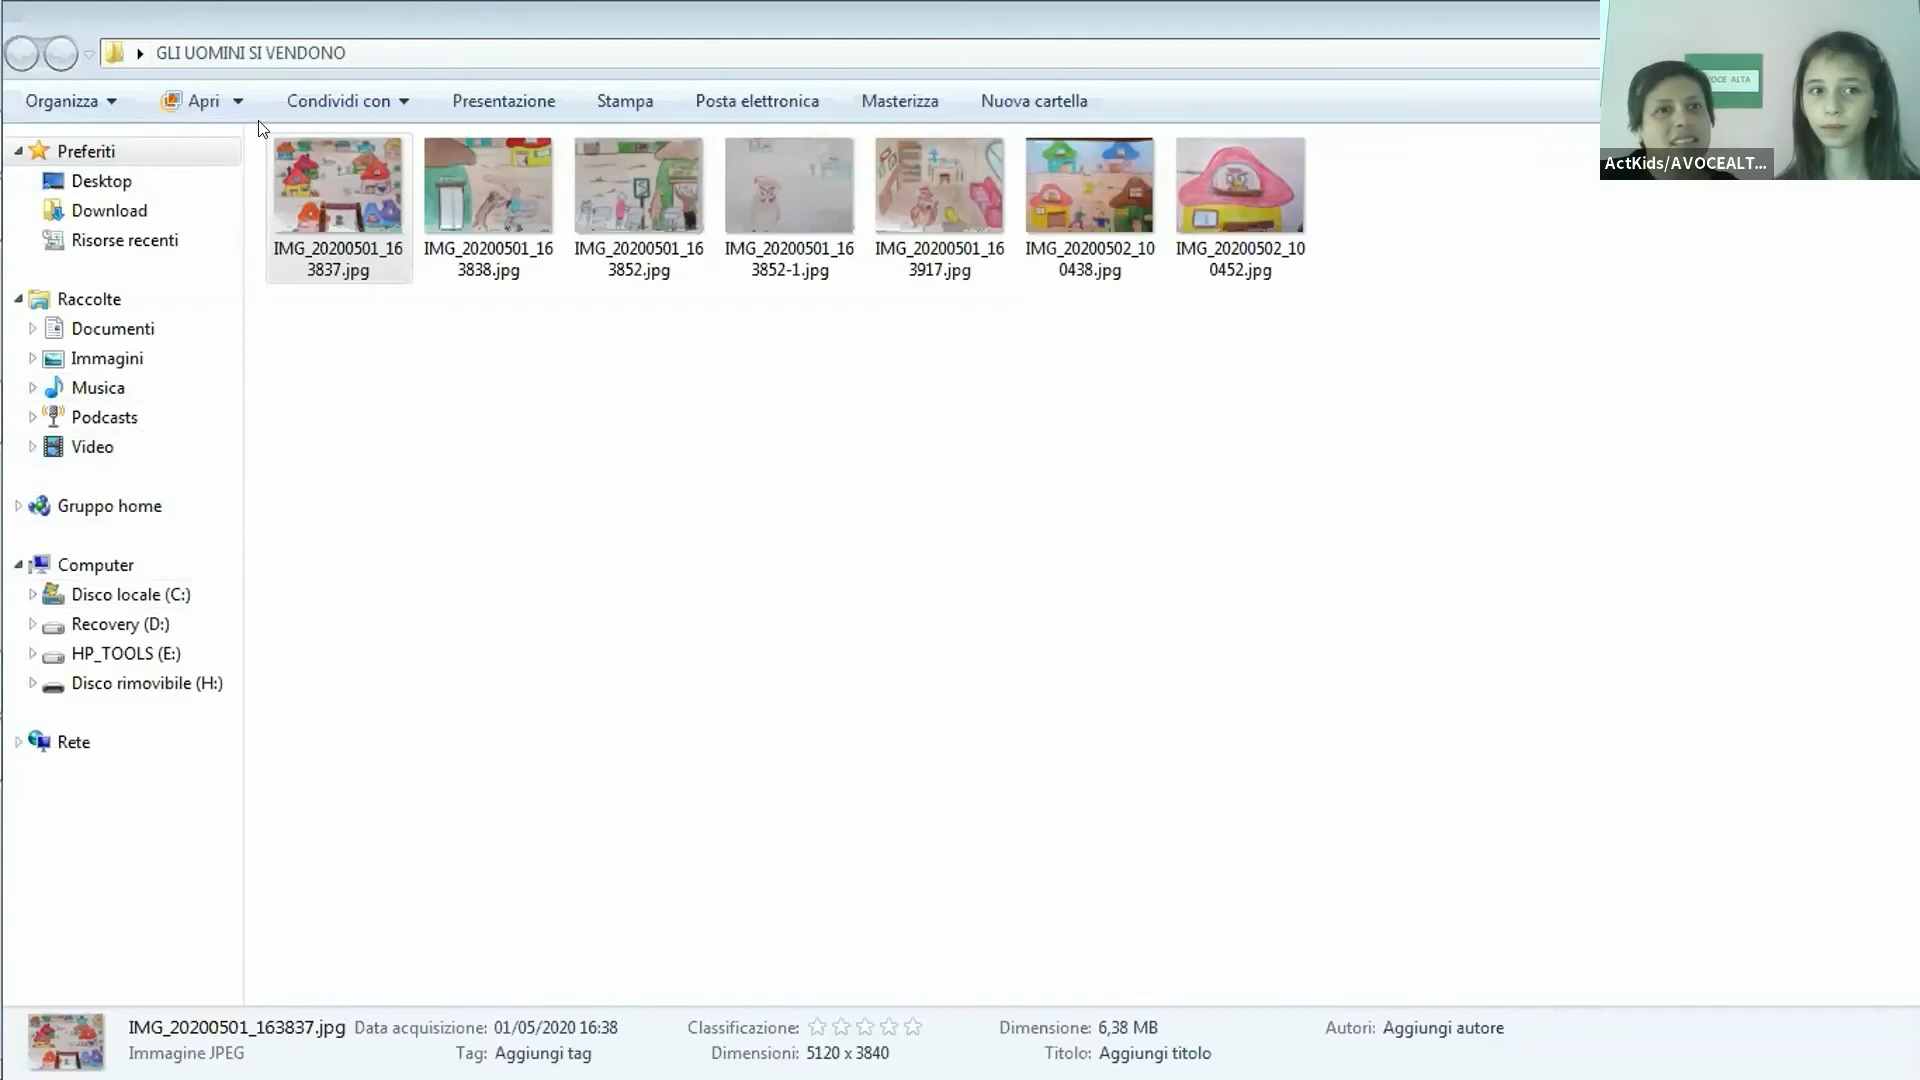 GLI UOMINI SI VENDONO
Organizza Apri Condividi con Presentazione Stampa Posta elettronica Masterizza Nuova cartella
OCE ALTA
ActKids/AVOCEALT...
Preferiti
Desktop
Download
Risorse recenti
Raccolte
Documenti
Immagini
Musica
Podcasts
Video
Gruppo home
Computer
Disco locale (C:)
Recovery (D:)
HP_TOOLS (E:)
Disco rimovibile (H:)
Rete
IMG_20200501_16
3837.jpg
IMG_20200501_16
3838.jpg
IMG_20200501_16
3852.jpg
IMG_20200501_16
3852-1.jpg
IMG_20200501_16
3917.jpg
IMG_20200502_10
0438.jpg
IMG_20200502_10
0452.jpg
IMG_20200501_163837.jpg Data acquisizione: 01/05/2020 16:38 Classificazione: Dimensione: 6,38 MB Autori: Aggiungi autore
Immagine JPEG Tag: Aggiungi tag Dimensioni: 5120 x 3840 Titolo: Aggiungi titolo